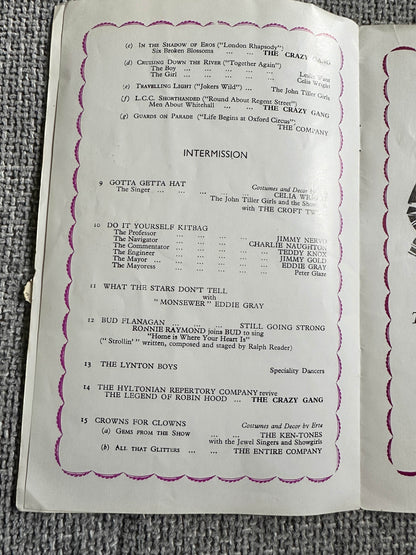 (c) IN THE SHADOW OF EROS ("London Rhapsody")
Six Broken Blossoms ... ... ... THE CRAZY GANG
(d) CRUISING DOWN THE RIVER ("Together Again")
The Boy ... ... ... ... ... Leslie
The Girl ... ... ... ... ... Celia Wright
(e) TRAVELLING LIGHT ("Jokers Wild") ... The John Tiller Girls
(f) L.C.C. SHORTHANDED ("Round About Regent Street")
Men About Whitehall ... ... ... THE CRAZY GANG
(g) GUARDS ON PARADE ("Life Begins at Oxford Circus")
THE COMPANY
INTERMISSION
9 GOTTA GETTA HAT Costumes and Decor by
The Singer ... ... ... ... CELIA
The John Tiller Girls and the
with THE CROFT
10 DO IT YOURSELF KITBAG
The Professor ... ... ... ... JIMMY NERVO
The Navigator ... ... ... CHARLIE NAUGHTON
The Commentator ... ... ... ... TEDDY KNOX
The Engineer ... ... ... ... JIMMY GOLD
The Mayor ... ... ... ... ... EDDIE GRAY
The Mayoress ... ... ... ... Peter Glaze
11 WHAT THE STARS DON'T TELL
with
"MONSEWER" EDDIE GRAY
12 BUD FLANAGAN ... ... ... STILL GOING STRONG
RONNIE RAYMOND joins BUD to sing
"Home is Where Your Heart Is"
("Strollin'" written, composed and staged by Ralph Reader)
13 THE LYNTON BOYS Speciality Dancers
14 THE HYLTONIAN REPERTORY COMPANY revive
THE LEGEND OF ROBIN HOOD ... THE CRAZY GANG
15 CROWNS FOR CLOWNS Costumes and Decor by Erte
(a) GEMS FROM THE SHOW ... ... THE KEN-TONES
with the Jewel Singers and Showgirls
(b) ALL THAT GLITTERS ... ... THE ENTIRE COMPANY